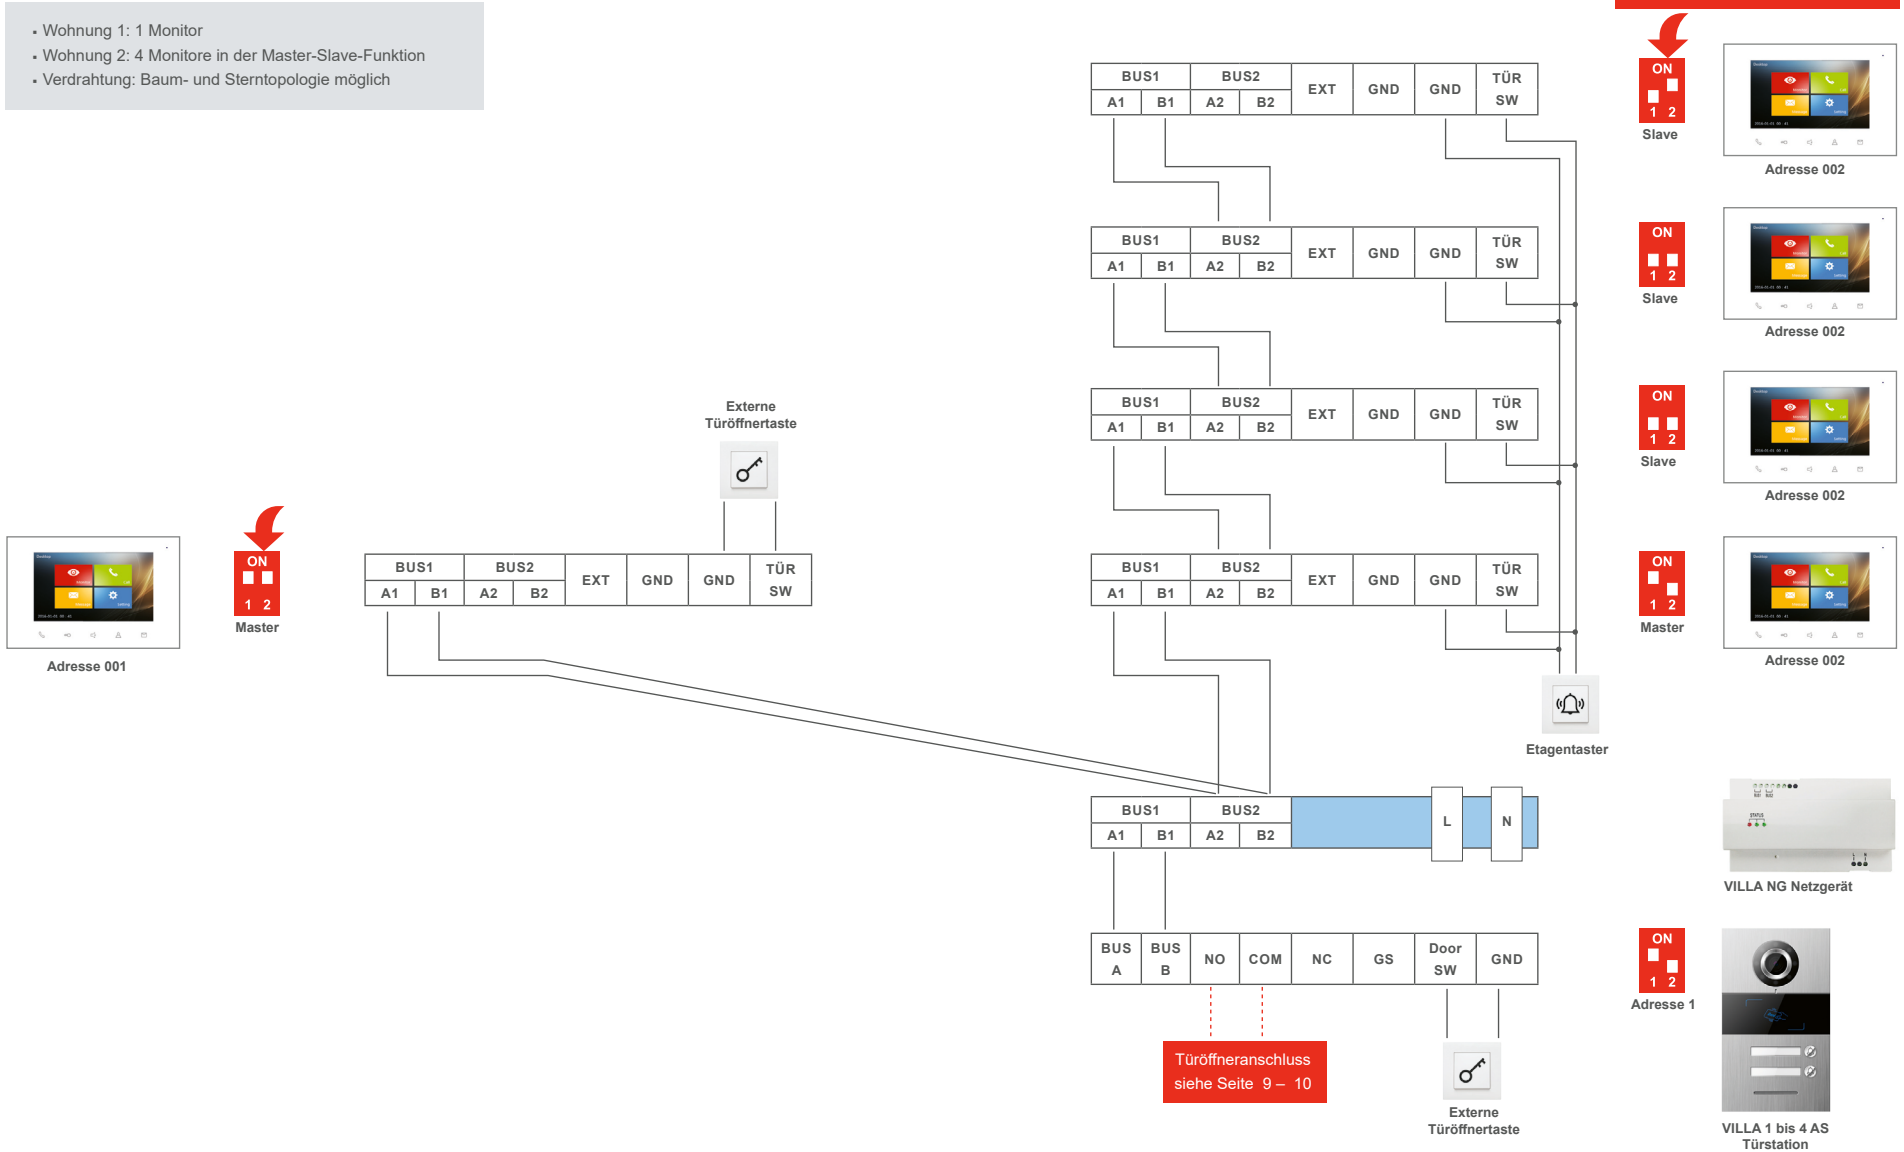 ▪ Wohnung 1: 1 Monitor
▪ Wohnung 2: 4 Monitore in der Master-Slave-Funktion
▪ Verdrahtung: Baum- und Sterntopologie möglich
BUS1 BUS2 EXT GND GND TÜR SW
A1 B1 A2 B2
ON
1 2
Slave
Adresse 002
BUS1 BUS2 EXT GND GND TÜR SW
A1 B1 A2 B2
ON
1 2
Slave
Adresse 002
BUS1 BUS2 EXT GND GND TÜR SW
A1 B1 A2 B2
ON
1 2
Slave
Adresse 002
Externe
Türöffnertaste
Adresse 001
ON
1 2
Master
BUS1 BUS2 EXT GND GND TÜR SW
A1 B1 A2 B2
BUS1 BUS2 EXT GND GND TÜR SW
A1 B1 A2 B2
ON
1 2
Master
Adresse 002
Etagentaster
BUS1 BUS2 L N
A1 B1 A2 B2
STATUS
VILLA NG Netzgerät
BUS A BUS B NO COM NC GS Door SW GND
ON
1 2
Adresse 1
Türöffneranschluss
siehe Seite 9 – 10
Externe
Türöffnertaste
VILLA 1 bis 4 AS
Türstation